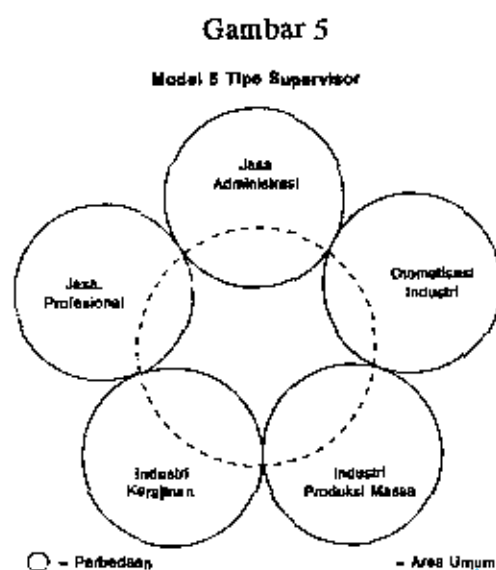 Gambar 5
Model 5 Tipe Supervisor
Jasa
Administrasi
Jasa
Profesional
Otomatisasi
Industri
Industri
Kerajinan
Industri
Produksi Massa
= Perbedaan
= Area Umum